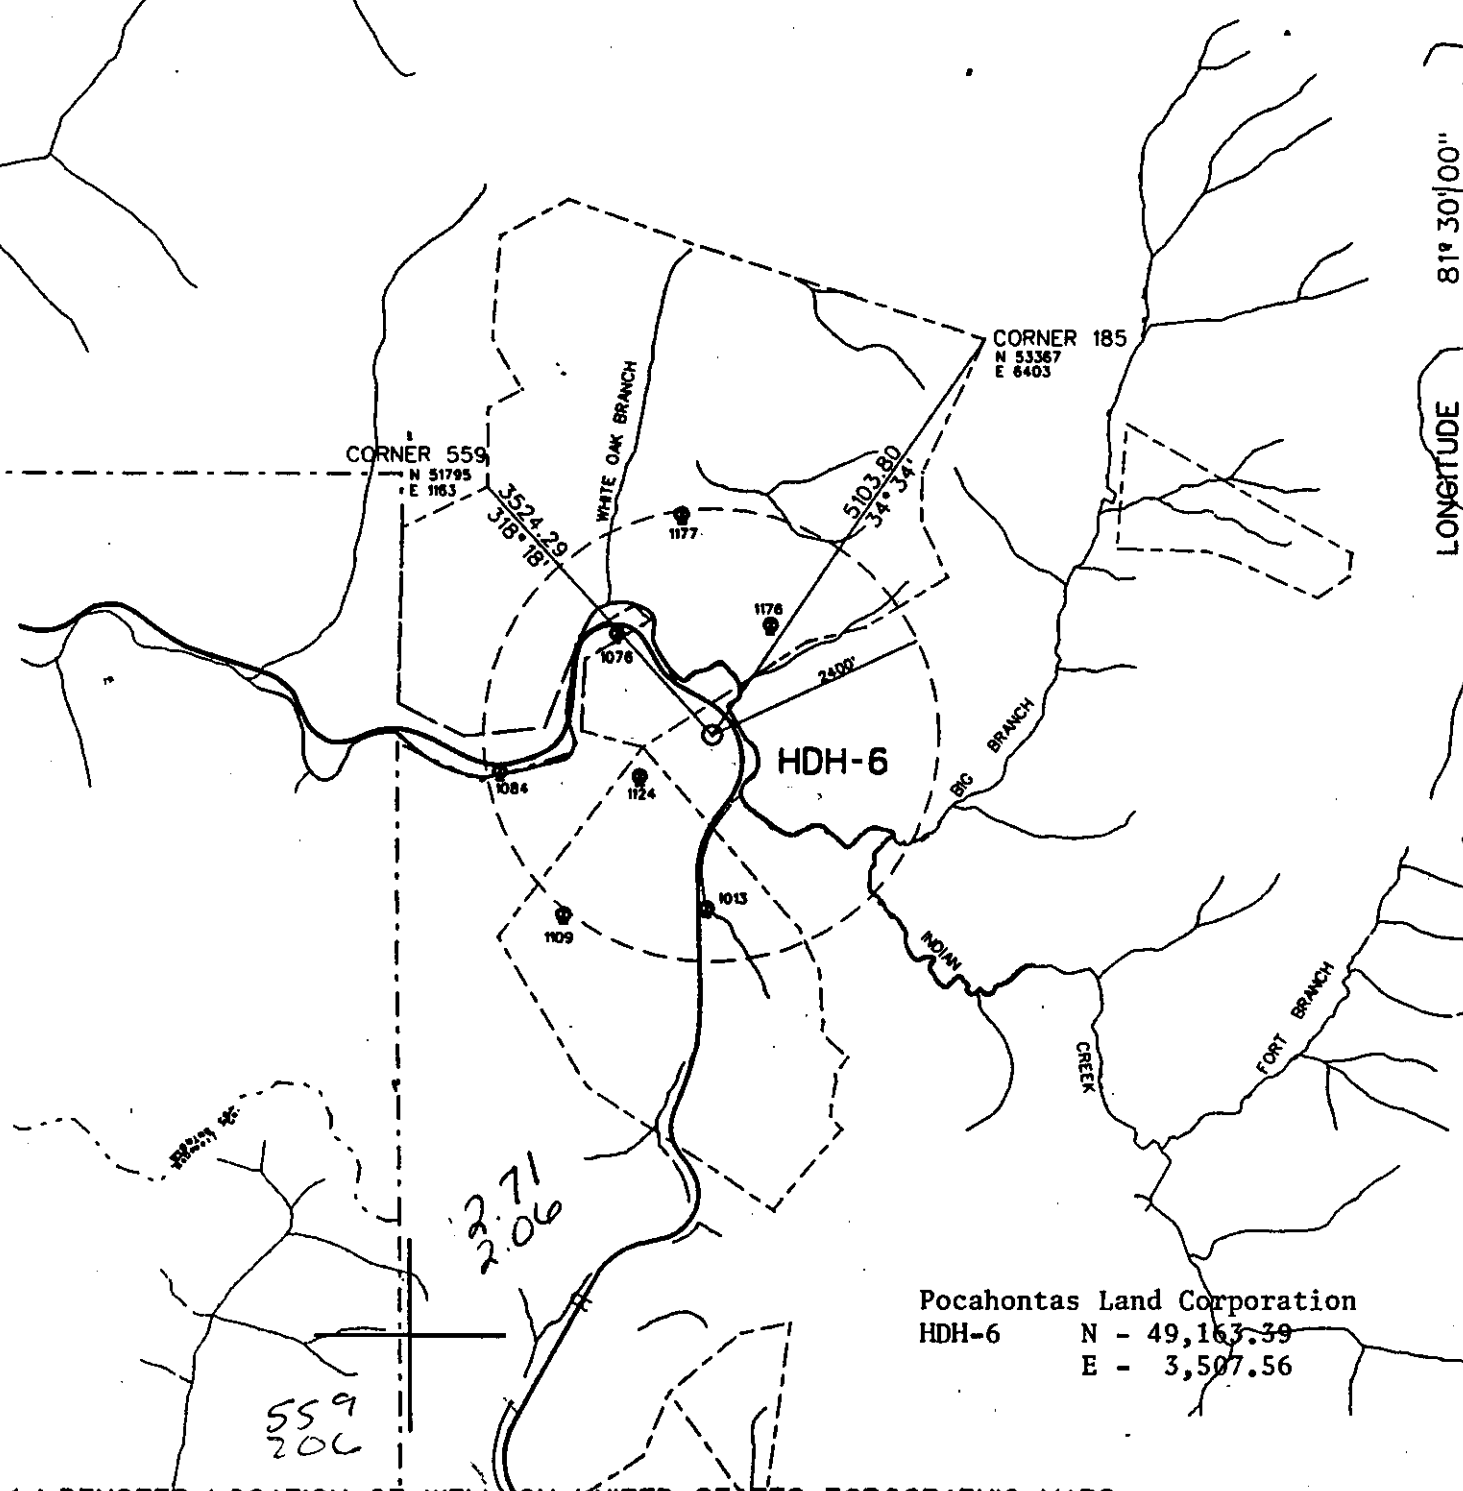 81° 30'00"
LONGITUDE
CORNER 185
N 53367
E 6403
WHITE OAK BRANCH
CORNER 559
N 51795
E 1163
3524.29
318° 18'
5103.80
34° 34'
1177
1176
1076
2400'
HDH-6
1084
1124
BIG BRANCH
1013
1109
INDIAN
CREEK
FORT BRANCH
2.71
2.06
Pocahontas Land Corporation
HDH-6 N - 49,163.39
E - 3,507.56
559
206